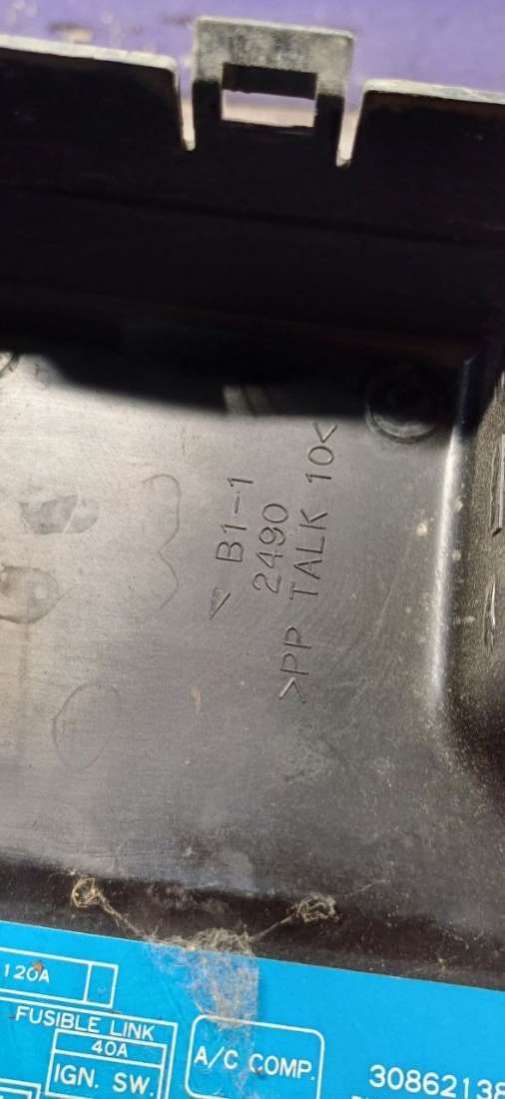 B1-1
2490
>PP TALK 10<
120A
FUSIBLE LINK
40A
IGN. SW.
A/C COMP.
30862138